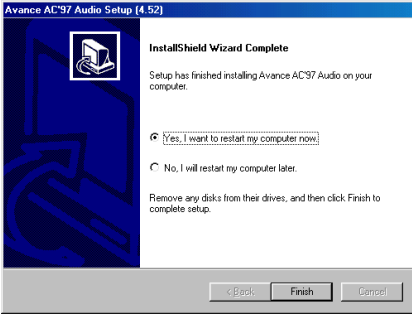 Avance AC'97 Audio Setup (4.52)
InstallShield Wizard Complete
Setup has finished installing Avance AC'97 Audio on your
computer.
Yes, I want to restart my computer now.
No, I will restart my computer later.
Remove any disks from their drives, and then click Finish to
complete setup.
< Back Finish Cancel